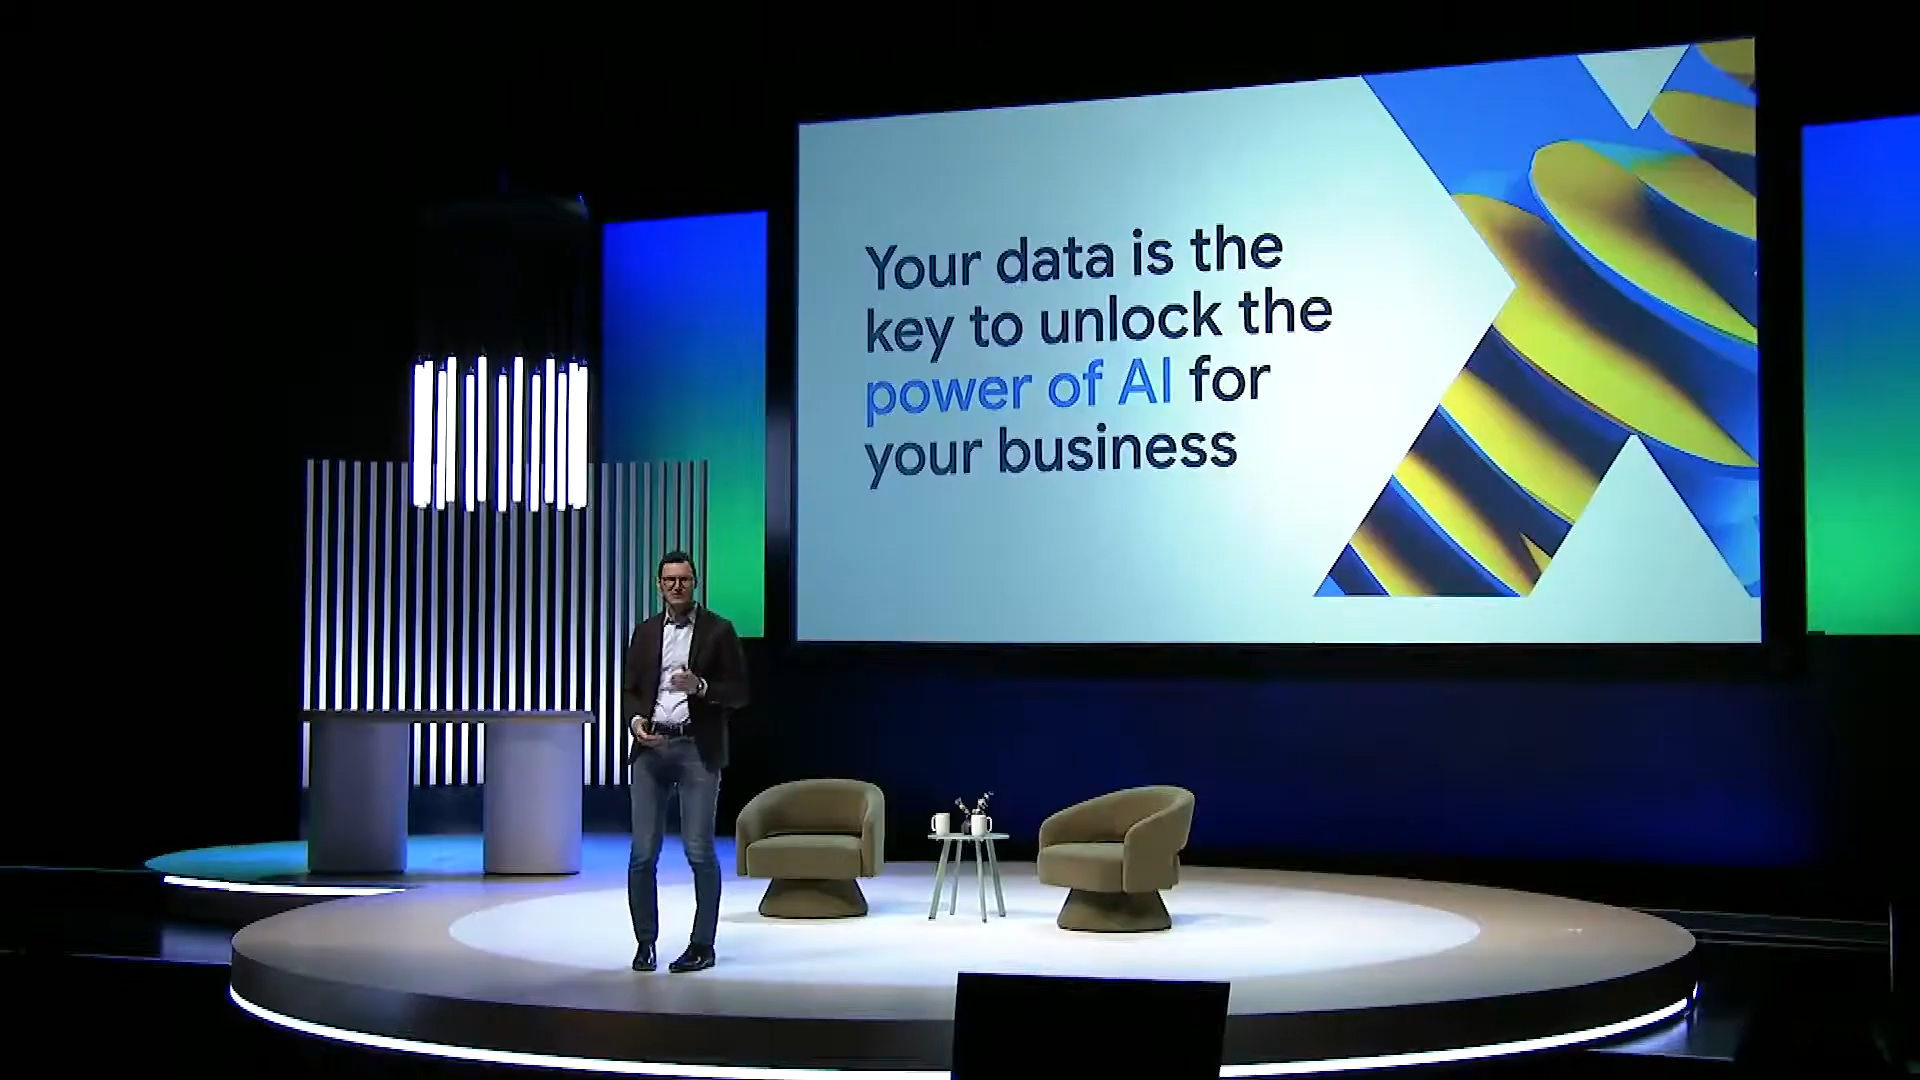 Your data is the
key to unlock the
power of AI for
your business